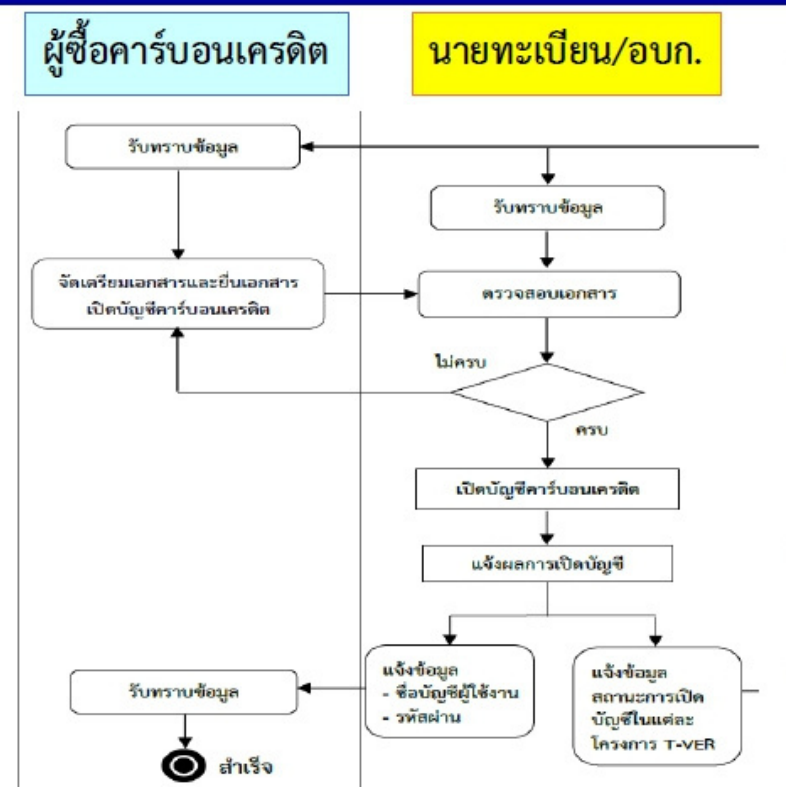 ผู้ซื้อคาร์บอนเครดิต
นายทะเบียน/อบก.
รับทราบข้อมูล
รับทราบข้อมูล
จัดเตรียมเอกสารและยื่นเอกสาร
เปิดบัญชีคาร์บอนเครดิต
ตรวจสอบเอกสาร
ไม่ครบ
ครบ
เปิดบัญชีคาร์บอนเครดิต
แจ้งผลการเปิดบัญชี
แจ้งข้อมูล
- ชื่อบัญชีผู้ใช้งาน
- รหัสผ่าน
แจ้งข้อมูล
สถานะการเปิด
บัญชีในแต่ละ
โครงการ T-VER
รับทราบข้อมูล
สำเร็จ